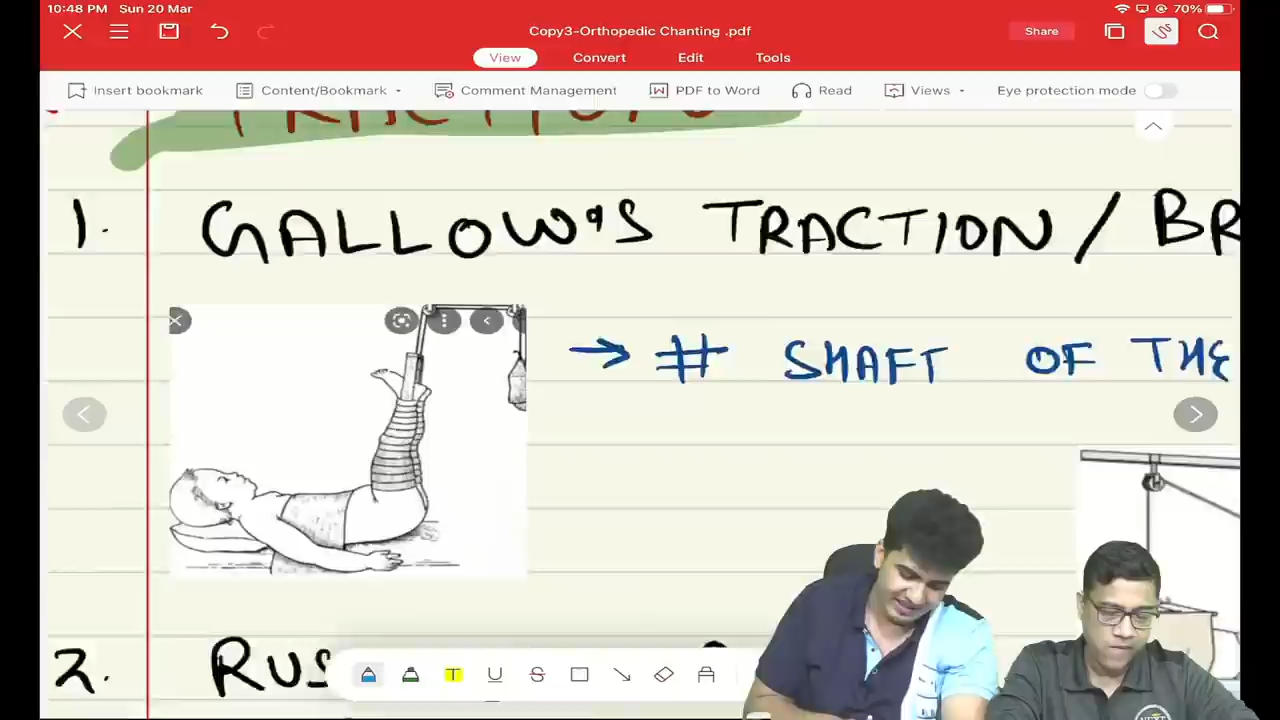 10:48 PM Sun 20 Mar 70%
Copy3-Orthopedic Chanting .pdf
Share
View Convert Edit Tools
Insert bookmark Content/Bookmark Comment Management PDF to Word Read Views Eye protection mode
TRACTIONS
1. GALLOW'S TRACTION / BR
→ # SHAFT OF THE
2. RUS
T U S